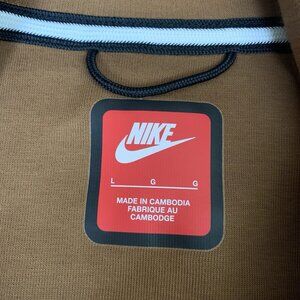 NIKE
L G G
MADE IN CAMBODIA
FABRIQUE AU
CAMBODGE